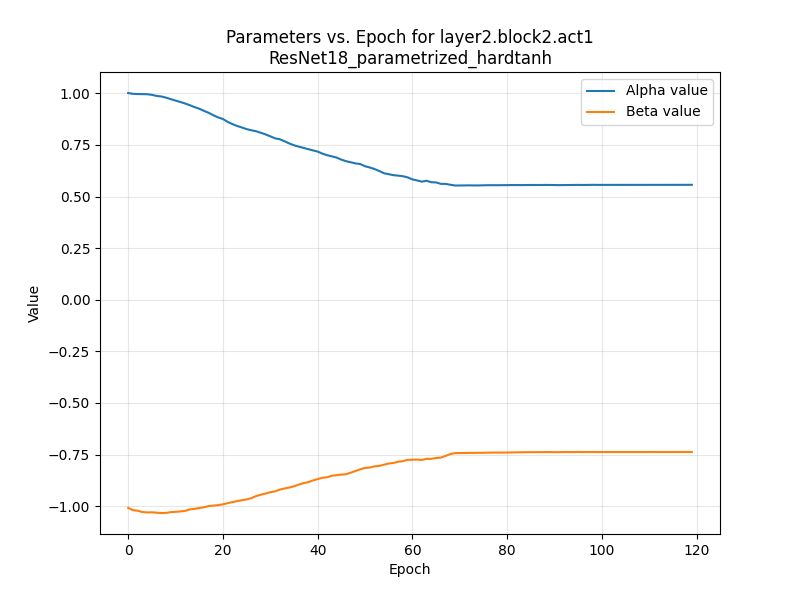 Parameters vs. Epoch for layer2.block2.act1
ResNet18_parametrized_hardtanh
Alpha value
Beta value
1.00
0.75
0.50
0.25
0.00
−0.25
−0.50
−0.75
−1.00
Value
0 20 40 60 80 100 120
Epoch